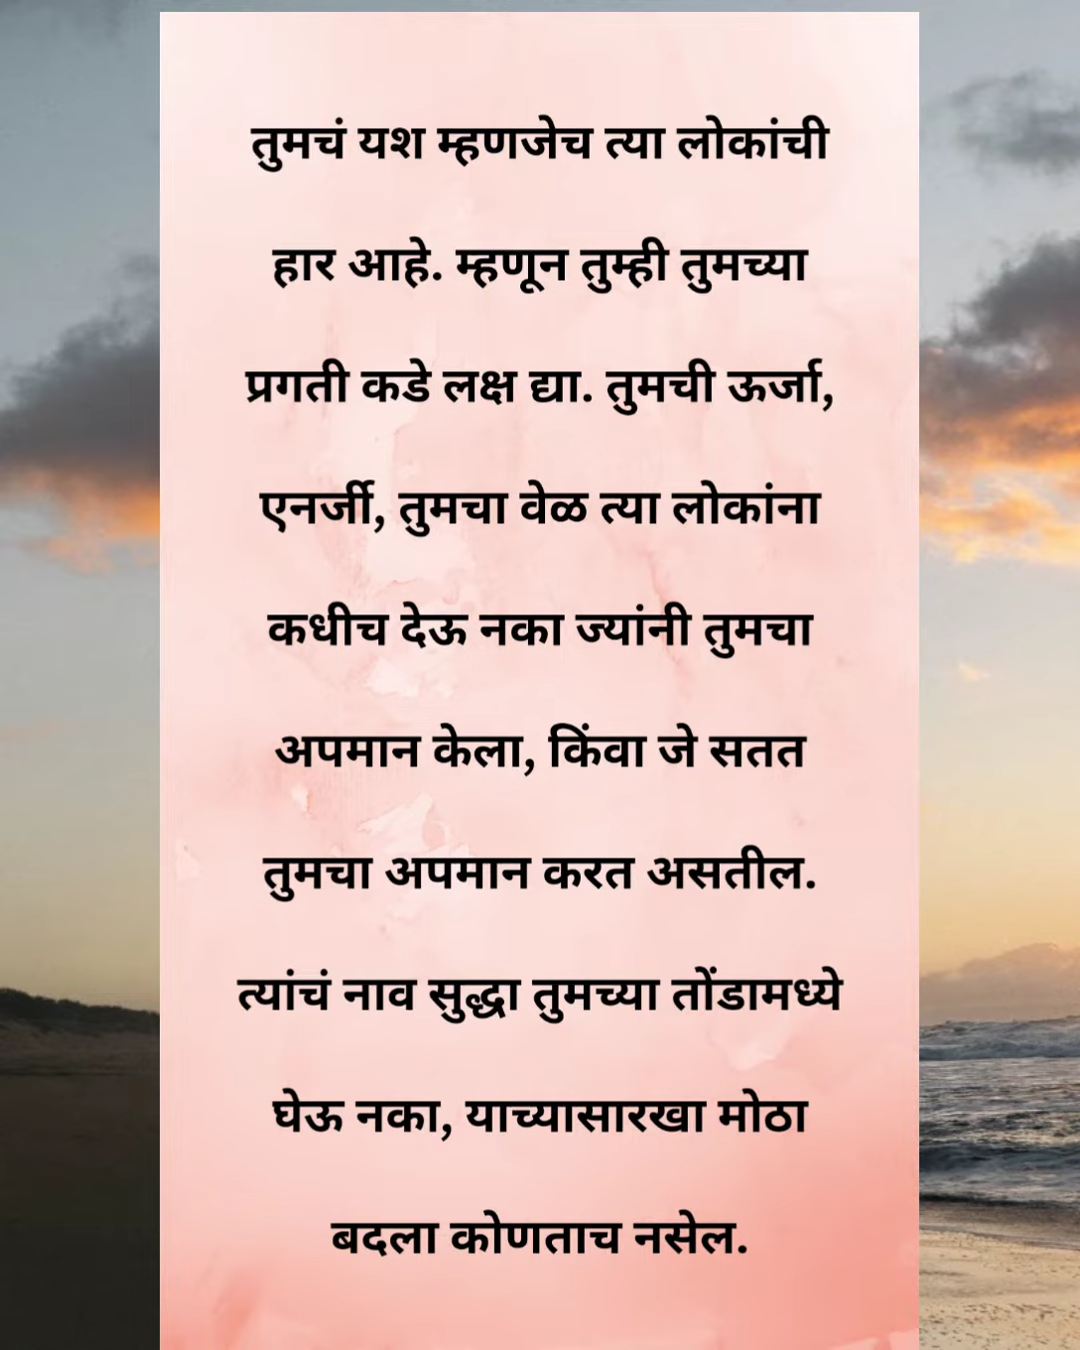 तुमचं यश म्हणजेच त्या लोकांची
हार आहे. म्हणून तुम्ही तुमच्या
प्रगती कडे लक्ष द्या. तुमची ऊर्जा,
एनर्जी, तुमचा वेळ त्या लोकांना
कधीच देऊ नका ज्यांनी तुमचा
अपमान केला, किंवा जे सतत
तुमचा अपमान करत असतील.
त्यांचं नाव सुद्धा तुमच्या तोंडामध्ये
घेऊ नका, याच्यासारखा मोठा
बदला कोणताच नसेल.